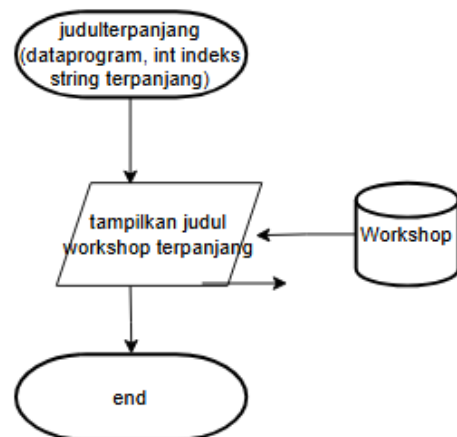 judulterpanjang
(dataprogram, int indeks
string terpanjang)
tampilkan judul
workshop terpanjang
Workshop
end